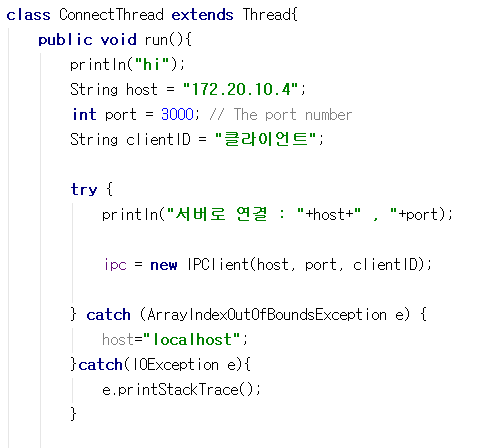 class ConnectThread extends Thread{
public void run(){
println("hi");
String host = "172.20.10.4";
int port = 3000; // The port number
String clientID = "클라이언트";
try {
println("서버로 연결 : "+host+" , "+port);
ipc = new IPClient(host, port, clientID);
} catch (ArrayIndexOutOfBoundsException e) {
host="localhost";
}catch(IOException e){
e.printStackTrace();
}